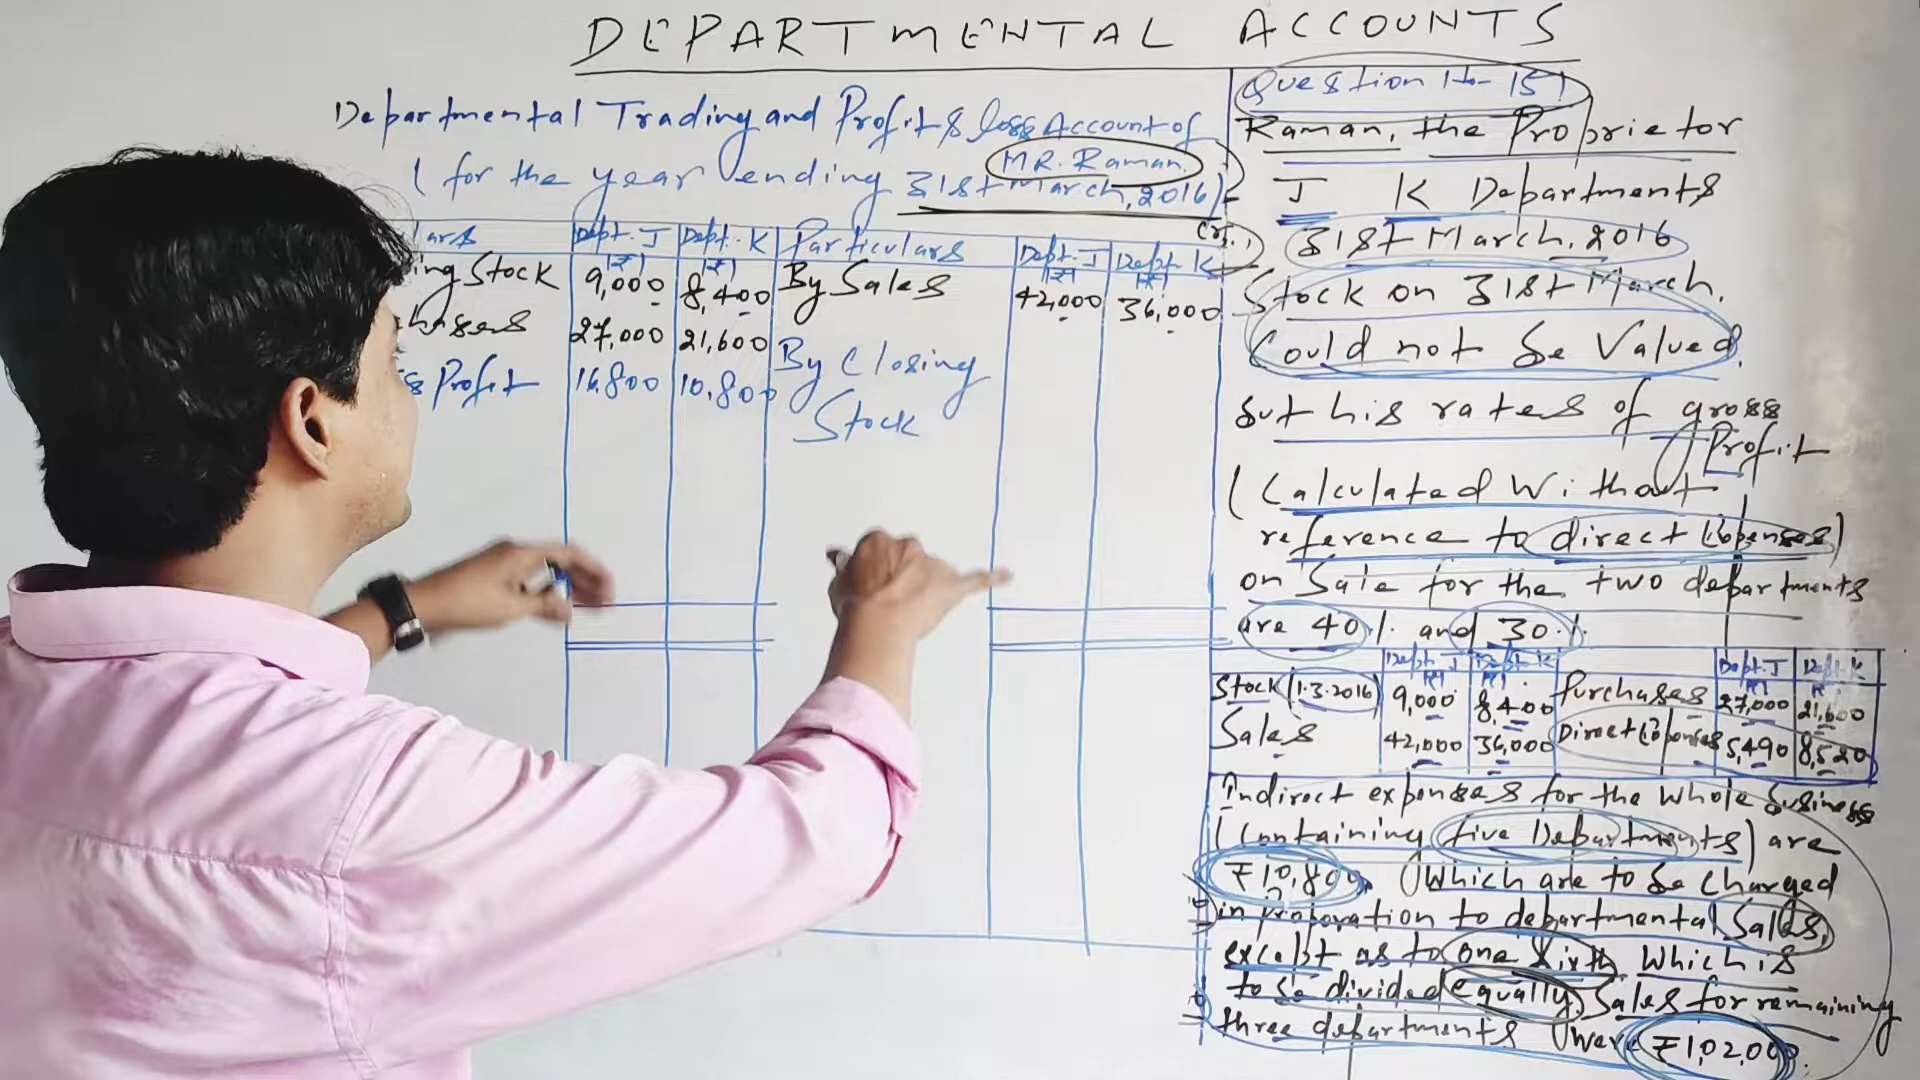 DEPARTMENTAL ACCOUNTS
Departmental Trading and Profit & loss Account of
MR. Raman.
( for the year ending 31st March, 2016)
Dept. J Dept. K Particulars Dept. J Dept. K
(₹) (₹) (₹) (₹)
Stock 9,000 8,400 By Sales 42,000 36,000
27,000 21,600
Profit 16,800 10,800 By Closing
Stock
Raman, the Proprietor
J K Departments
31st March, 2016
Stock on 31st March.
Could not be Valued.
but his rates of gross
Profit
(Calculated Without
reference to direct Expenses)
on Sale for the two departments
are 40% and 30%.
Dept. J Dept. K Dept. J Dept. K
Stock (1.3.2016) 9,000 8,400 Purchases 27,000 21,600
Sales 42,000 36,000 Direct Expenses 5,490 8,520
Indirect expenses for the whole business
(Containing five Departments) are
₹10,800. Which are to be charged
in proporation to departmental Sales,
except as to one Sixth Which is
to be divided equally. Sales for remaining
three departments were ₹1,02,000.